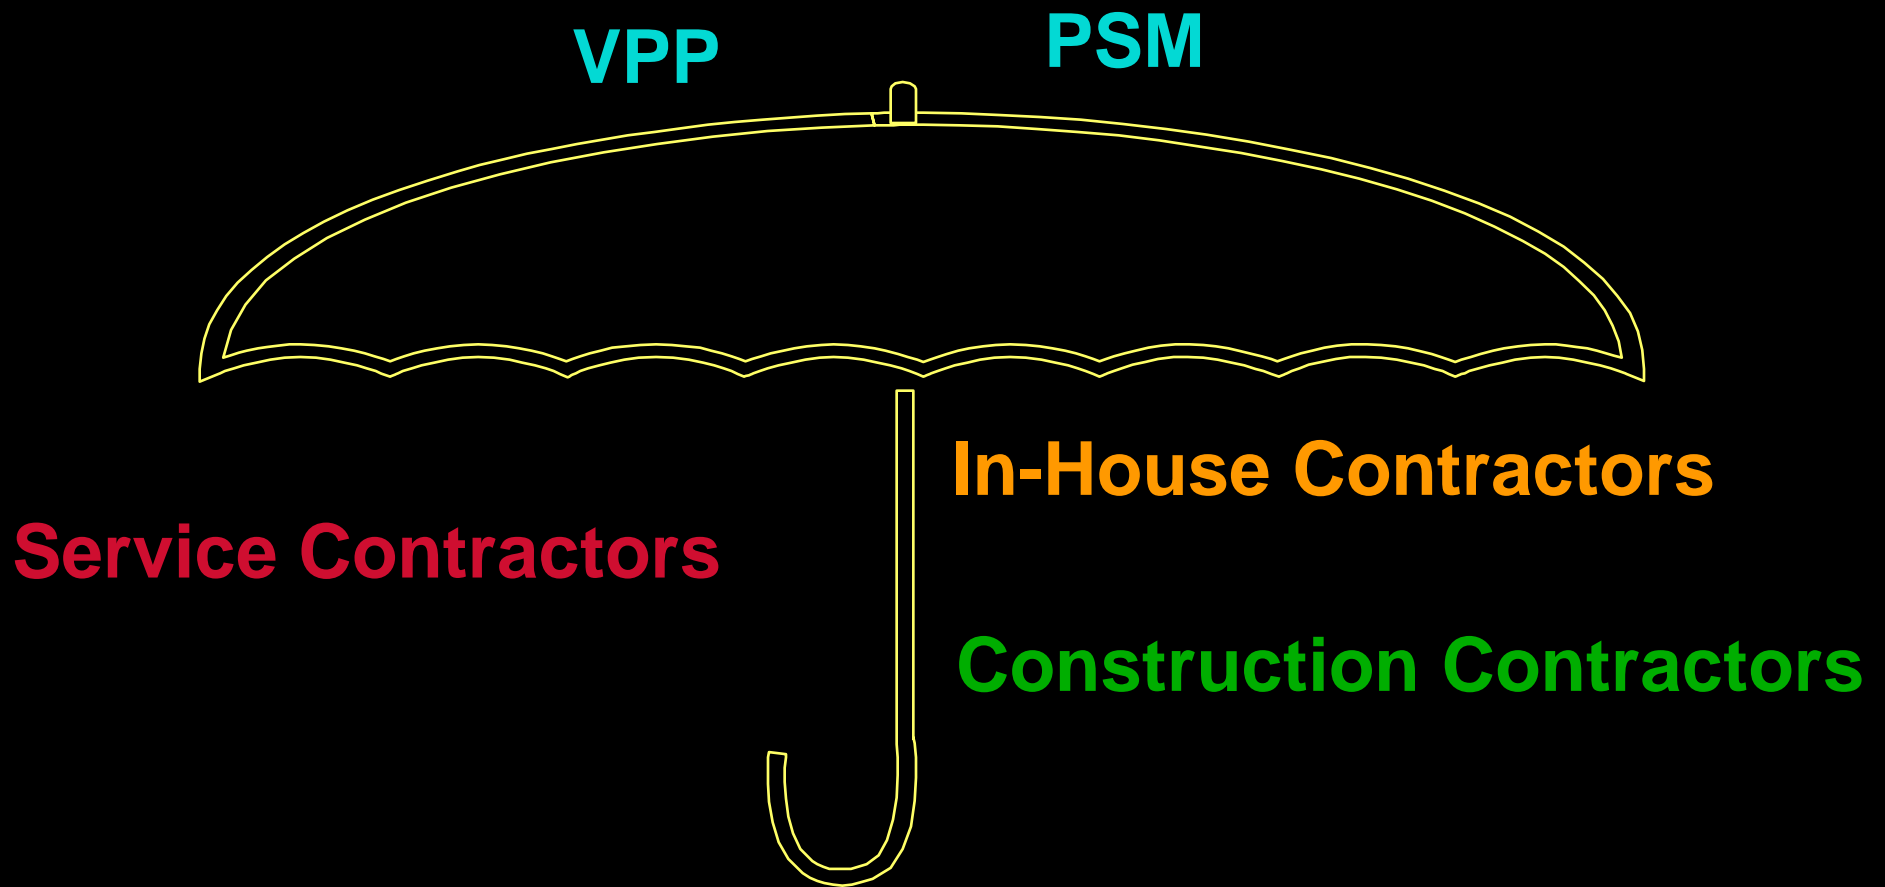 VPP
PSM
In-House Contractors
Service Contractors
Construction Contractors